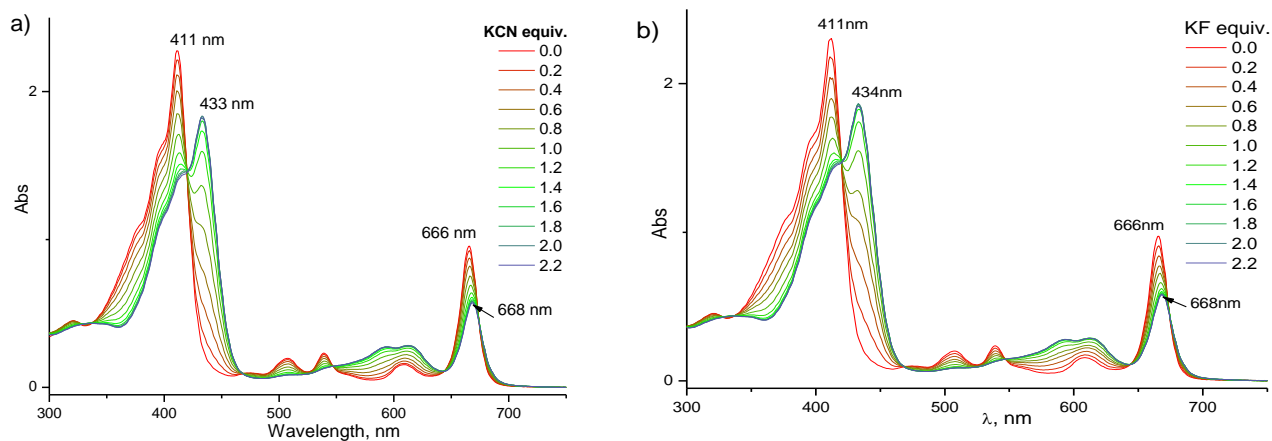 a)
411 nm
433 nm
666 nm
668 nm
KCN equiv.
0.0
0.2
0.4
0.6
0.8
1.0
1.2
1.4
1.6
1.8
2.0
2.2
Abs
2
0
300
400
500
600
700
Wavelength, nm
b)
411nm
434nm
666nm
668nm
KF equiv.
0.0
0.2
0.4
0.6
0.8
1.0
1.2
1.4
1.6
1.8
2.0
2.2
Abs
2
0
300
400
500
600
700
λ, nm